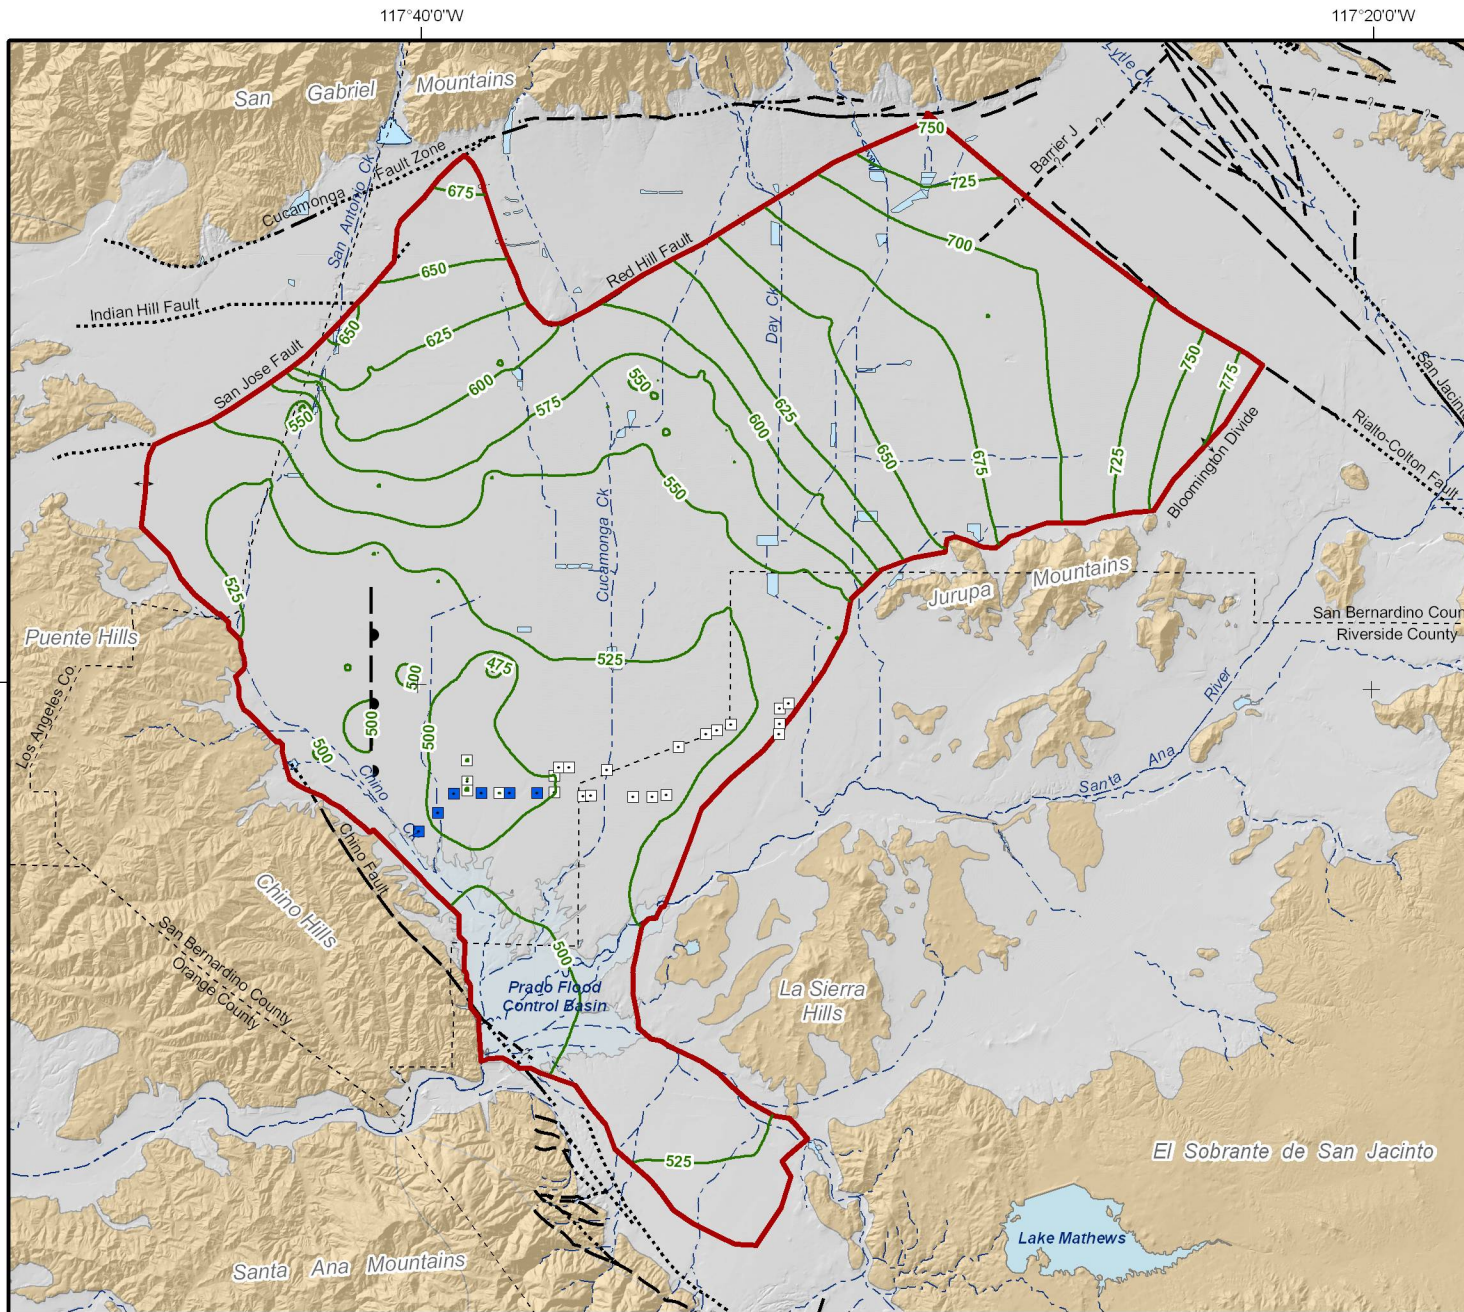 117°40'0"W
117°20'0"W
San Gabriel Mountains
Lytle Ck
750
Barrier J
Cucamonga Fault Zone
San Antonio Ck
675
725
700
650
Red Hill Fault
Indian Hill Fault
650
625
Day Ck
San Jose Fault
600
575
550
550
600
625
650
675
725
750
775
San Jacinto
Rialto-Colton Fault
Bloomington Divide
550
Cucamonga Ck
525
Jurupa Mountains
San Bernardino Coun
Riverside County
Puente Hills
Los Angeles Co.
525
475
500
500
500
500
River
Santa Ana
Chino
C
Chino Fault
Chino Hills
San Bernardino County
Orange County
500
Prado Flood
Control Basin
La Sierra
Hills
525
El Sobrante de San Jacinto
Lake Mathews
Santa Ana Mountains
?
?
?
?
?
?
?